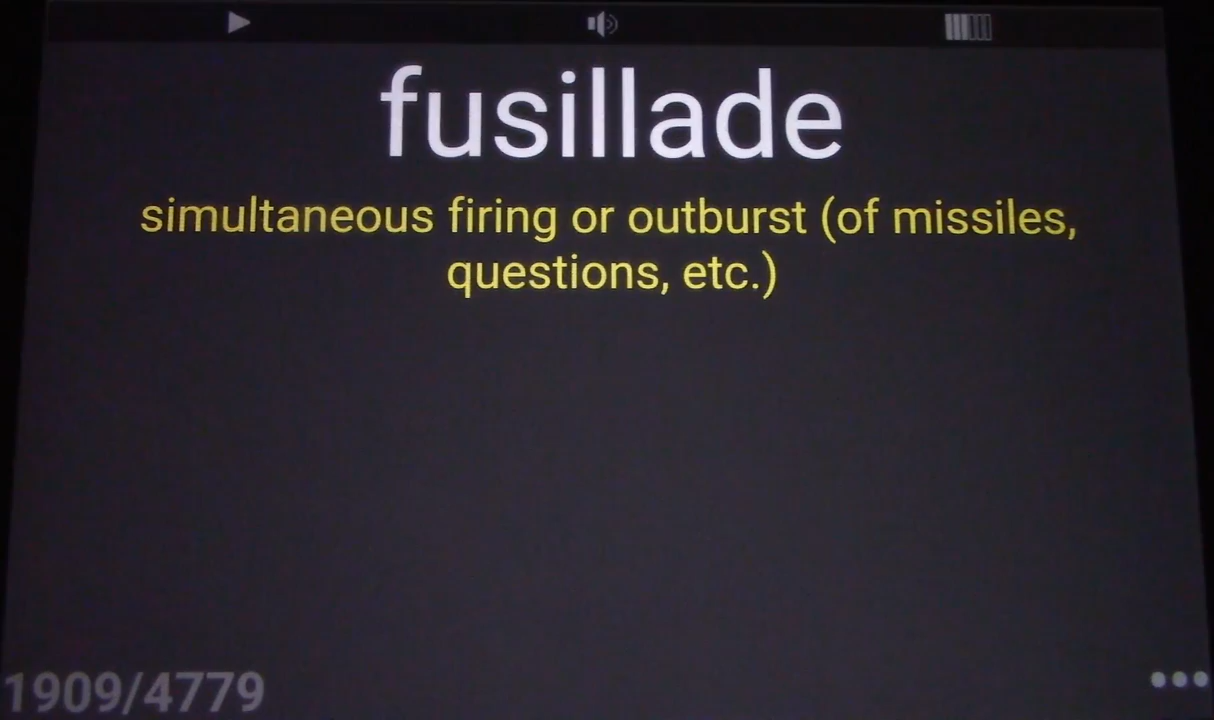 fusillade
simultaneous firing or outburst (of missiles,
questions, etc.)
1909/4779